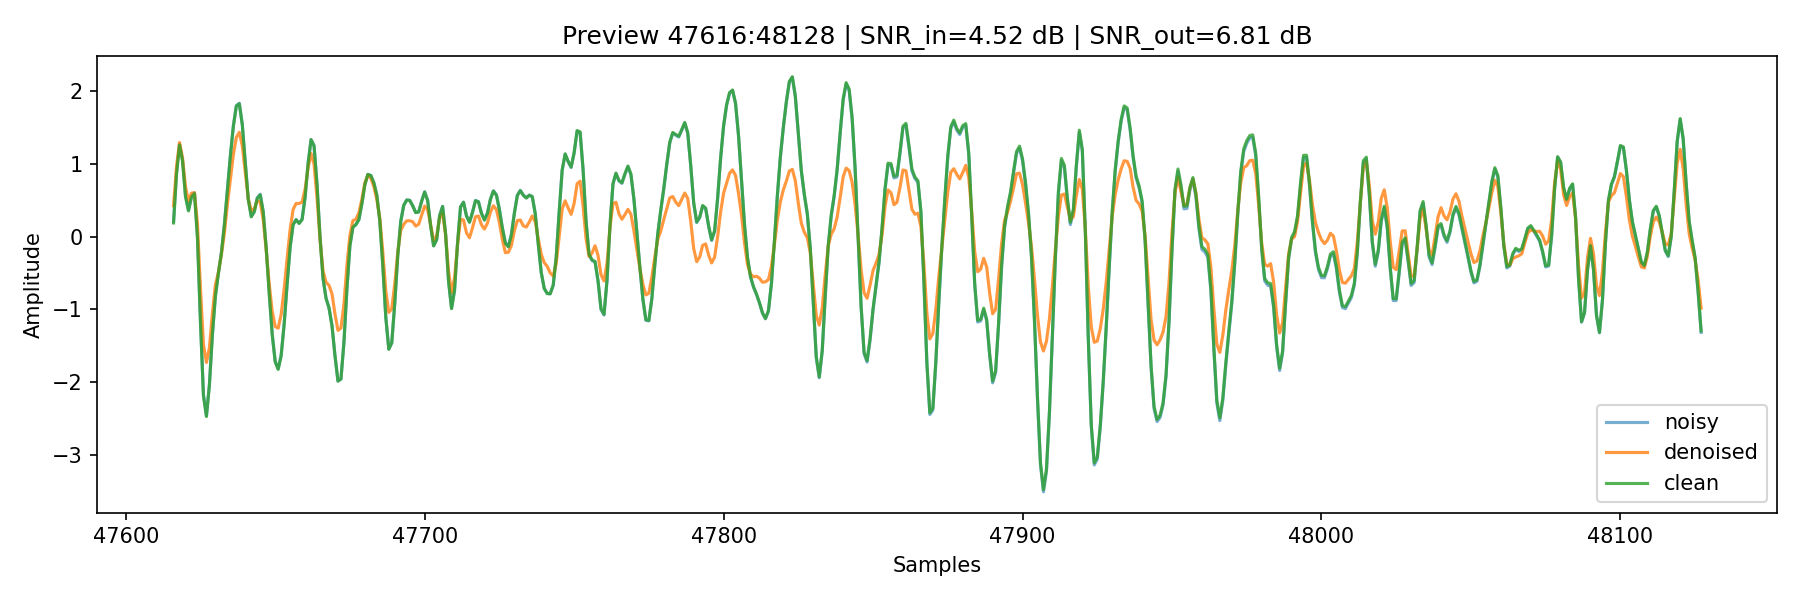 Preview 47616:48128 | SNR_in=4.52 dB | SNR_out=6.81 dB
Amplitude
2
1
0
−1
−2
−3
47600 47700 47800 47900 48000 48100
Samples
noisy
denoised
clean